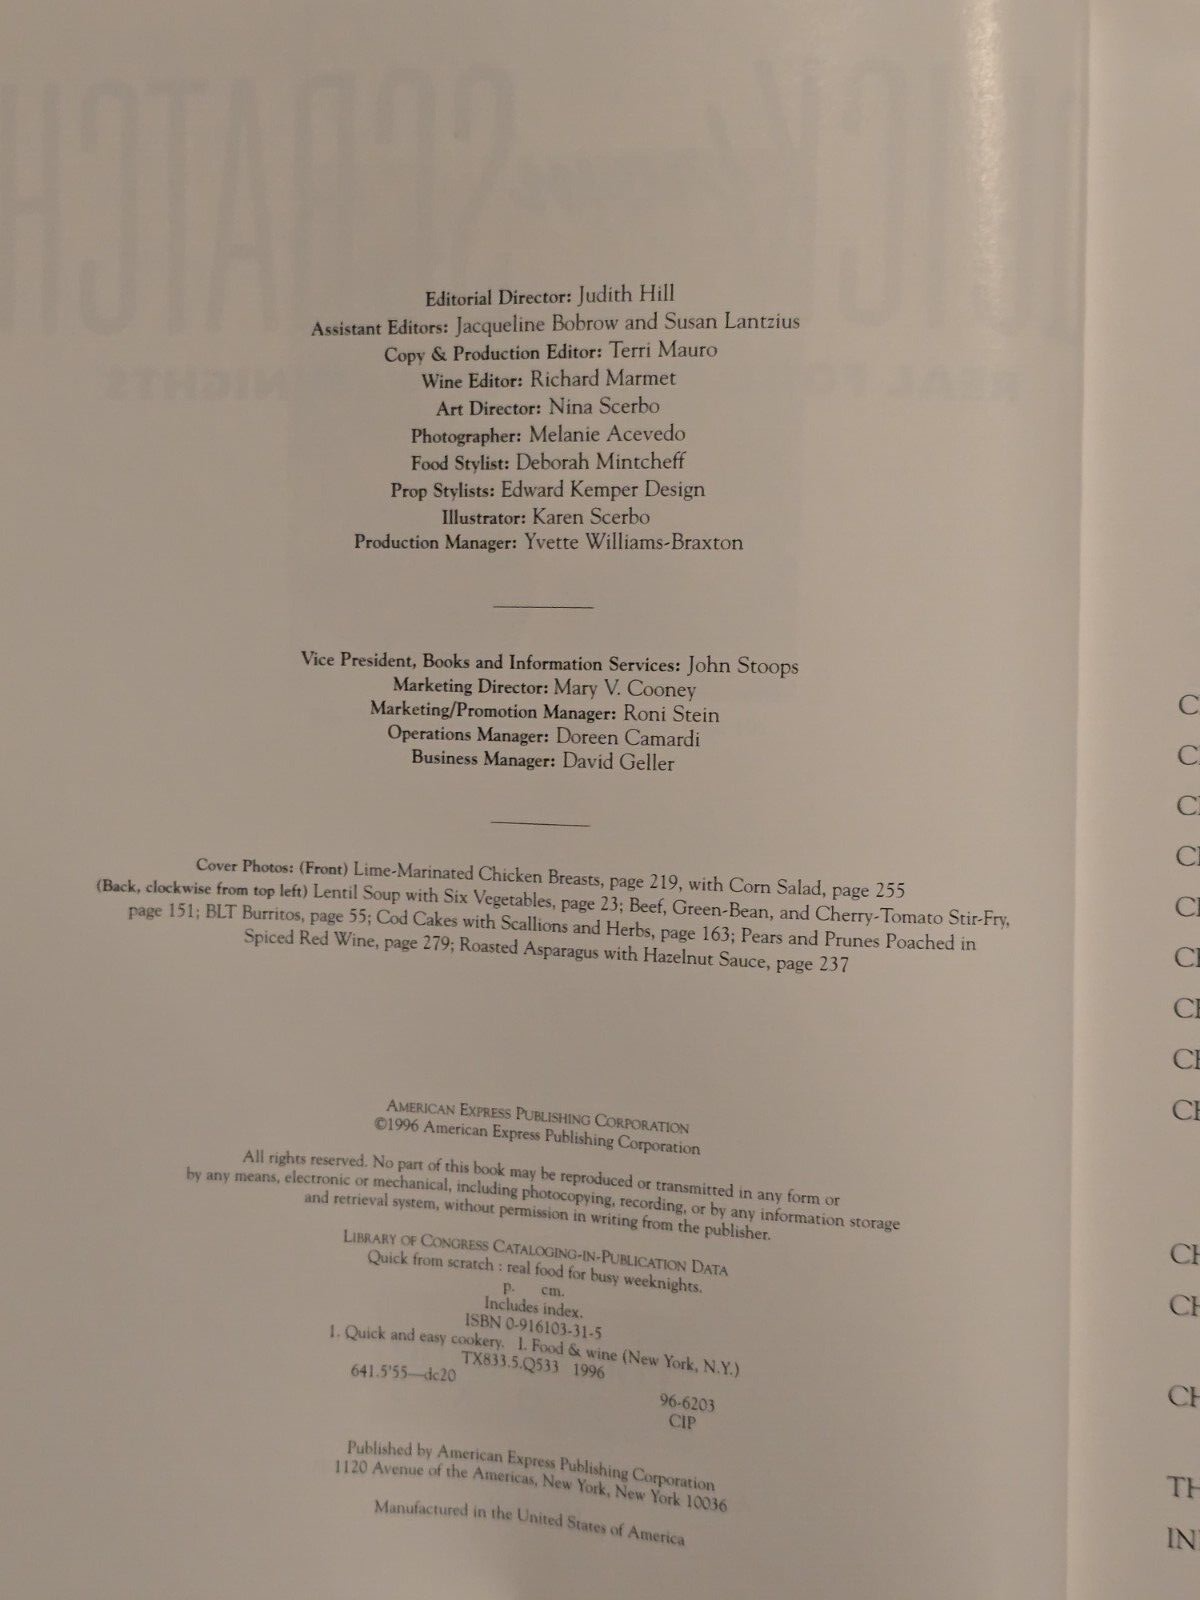 Editorial Director: Judith Hill
Assistant Editors: Jacqueline Bobrow and Susan Lantzius
Copy & Production Editor: Terri Mauro
Wine Editor: Richard Marmet
Art Director: Nina Scerbo
Photographer: Melanie Acevedo
Food Stylist: Deborah Mintcheff
Prop Stylists: Edward Kemper Design
Illustrator: Karen Scerbo
Production Manager: Yvette Williams-Braxton
Vice President, Books and Information Services: John Stoops
Marketing Director: Mary V. Cooney
Marketing/Promotion Manager: Roni Stein
Operations Manager: Doreen Camardi
Business Manager: David Geller
Cover Photos: (Front) Lime-Marinated Chicken Breasts, page 219, with Corn Salad, page 255
(Back, clockwise from top left) Lentil Soup with Six Vegetables, page 23; Beef, Green-Bean, and Cherry-Tomato Stir-Fry,
page 151; BLT Burritos, page 55; Cod Cakes with Scallions and Herbs, page 163; Pears and Prunes Poached in
Spiced Red Wine, page 279; Roasted Asparagus with Hazelnut Sauce, page 237
AMERICAN EXPRESS PUBLISHING CORPORATION
©1996 American Express Publishing Corporation
All rights reserved. No part of this book may be reproduced or transmitted in any form or
by any means, electronic or mechanical, including photocopying, recording, or by any information storage
and retrieval system, without permission in writing from the publisher.
LIBRARY OF CONGRESS CATALOGING-IN-PUBLICATION DATA
Quick from scratch : real food for busy weeknights.
p. cm.
Includes index.
ISBN 0-916103-31-5
1. Quick and easy cookery. I. Food & wine (New York, N.Y.)
TX833.5.Q533 1996
641.5'55—dc20
96-6203
CIP
Published by American Express Publishing Corporation
1120 Avenue of the Americas, New York, New York 10036
Manufactured in the United States of America